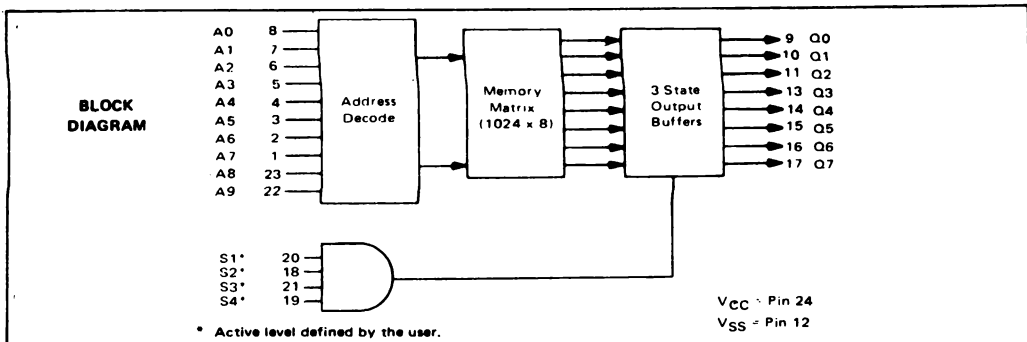 BLOCK
DIAGRAM
A0 8
A1 7
A2 6
A3 5
A4 4
A5 3
A6 2
A7 1
A8 23
A9 22
Address
Decode
Memory
Matrix
(1024 x 8)
3 State
Output
Buffers
9 Q0
10 Q1
11 Q2
13 Q3
14 Q4
15 Q5
16 Q6
17 Q7
S1* 20
S2* 18
S3* 21
S4* 19
* Active level defined by the user.
VCC = Pin 24
VSS = Pin 12